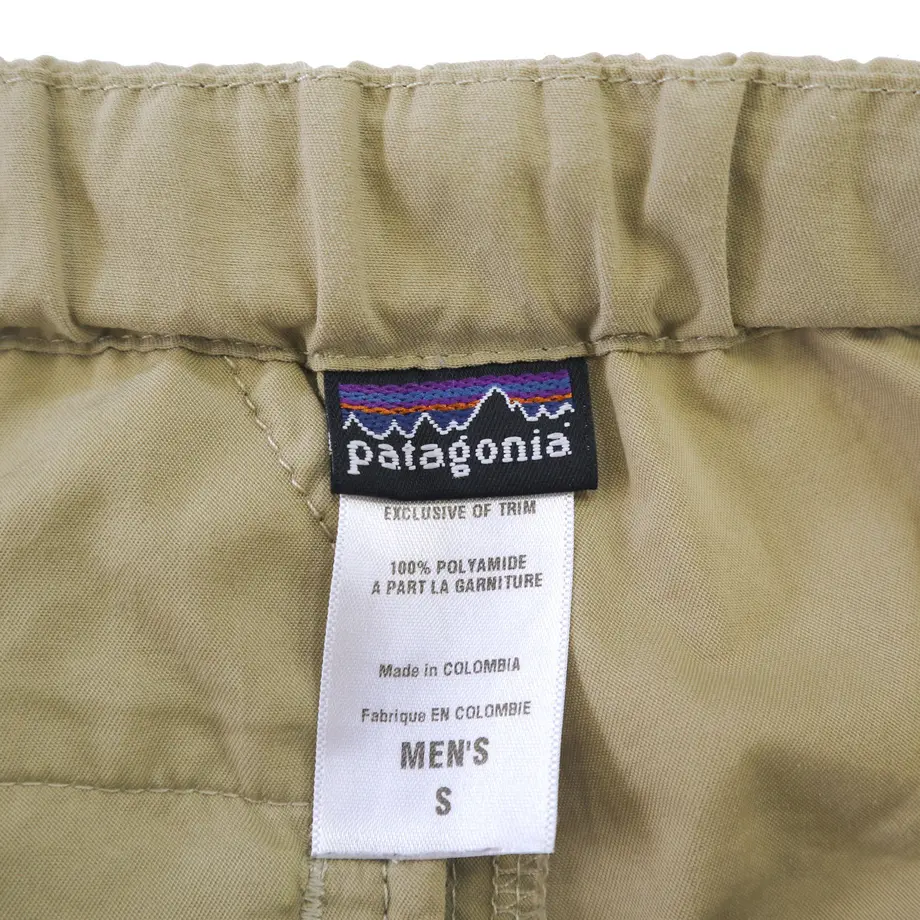 patagonia
EXCLUSIVE OF TRIM
100% POLYAMIDE
A PART LA GARNITURE
Made in COLOMBIA
Fabrique EN COLOMBIE
MEN'S
S